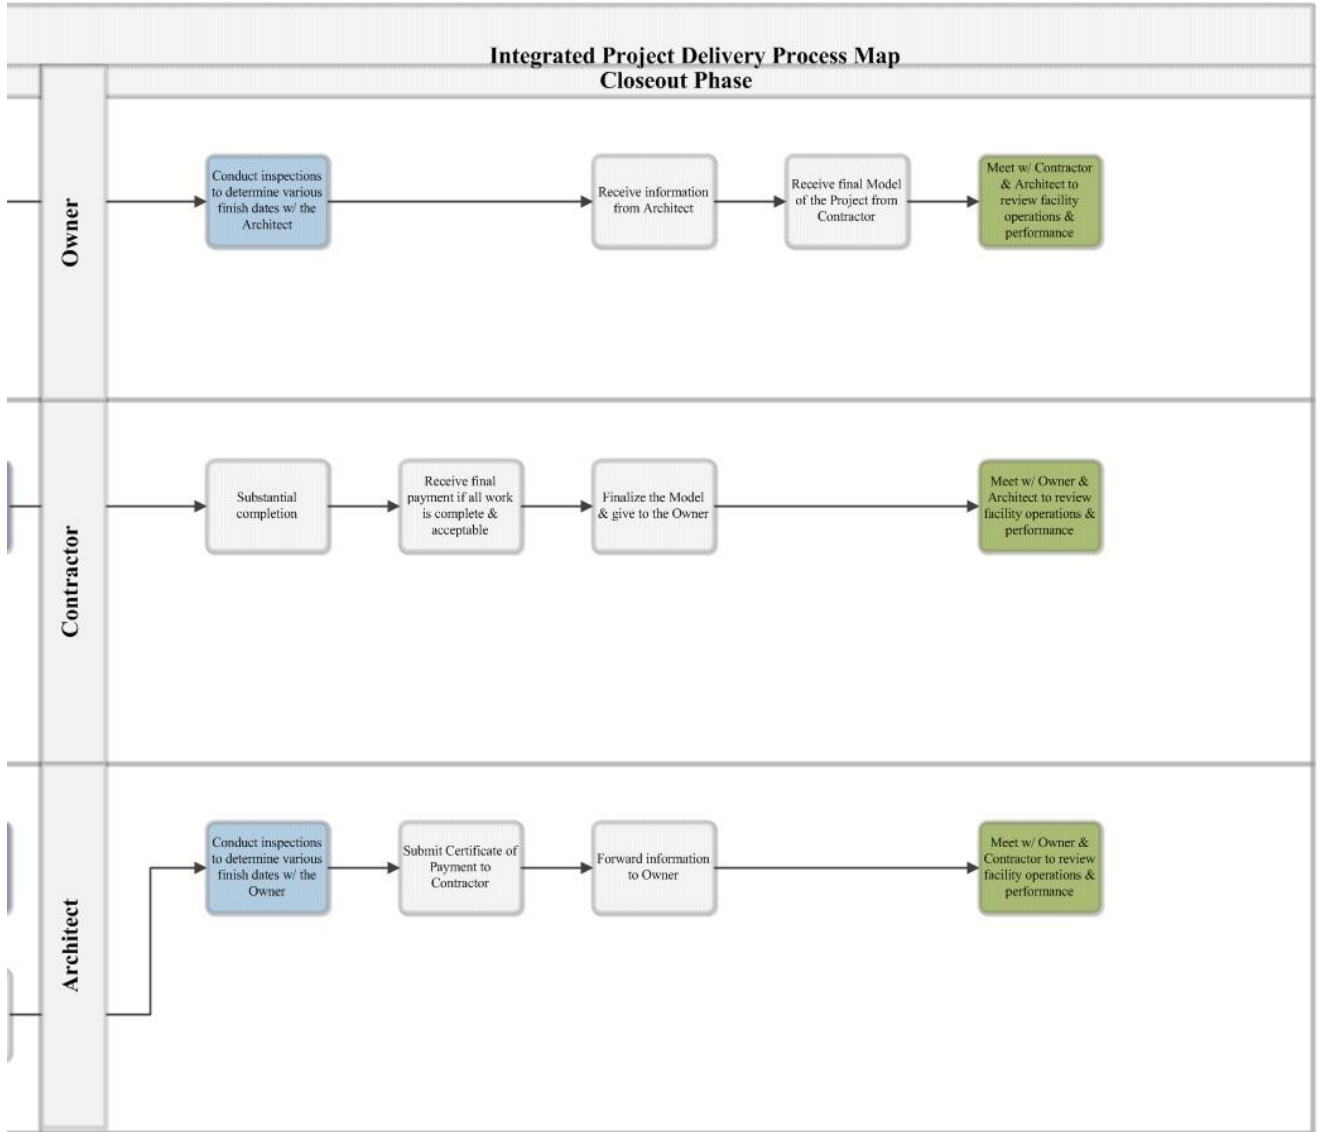 Integrated Project Delivery Process Map
Closeout Phase
Owner
Conduct inspections
to determine various
finish dates w/ the
Architect
Receive information
from Architect
Receive final Model
of the Project from
Contractor
Meet w/ Contractor
& Architect to
review facility
operations &
performance
Contractor
Substantial
completion
Receive final
payment if all work
is complete &
acceptable
Finalize the Model
& give to the Owner
Meet w/ Owner &
Architect to review
facility operations &
performance
Architect
Conduct inspections
to determine various
finish dates w/ the
Owner
Submit Certificate of
Payment to
Contractor
Forward information
to Owner
Meet w/ Owner &
Contractor to review
facility operations &
performance